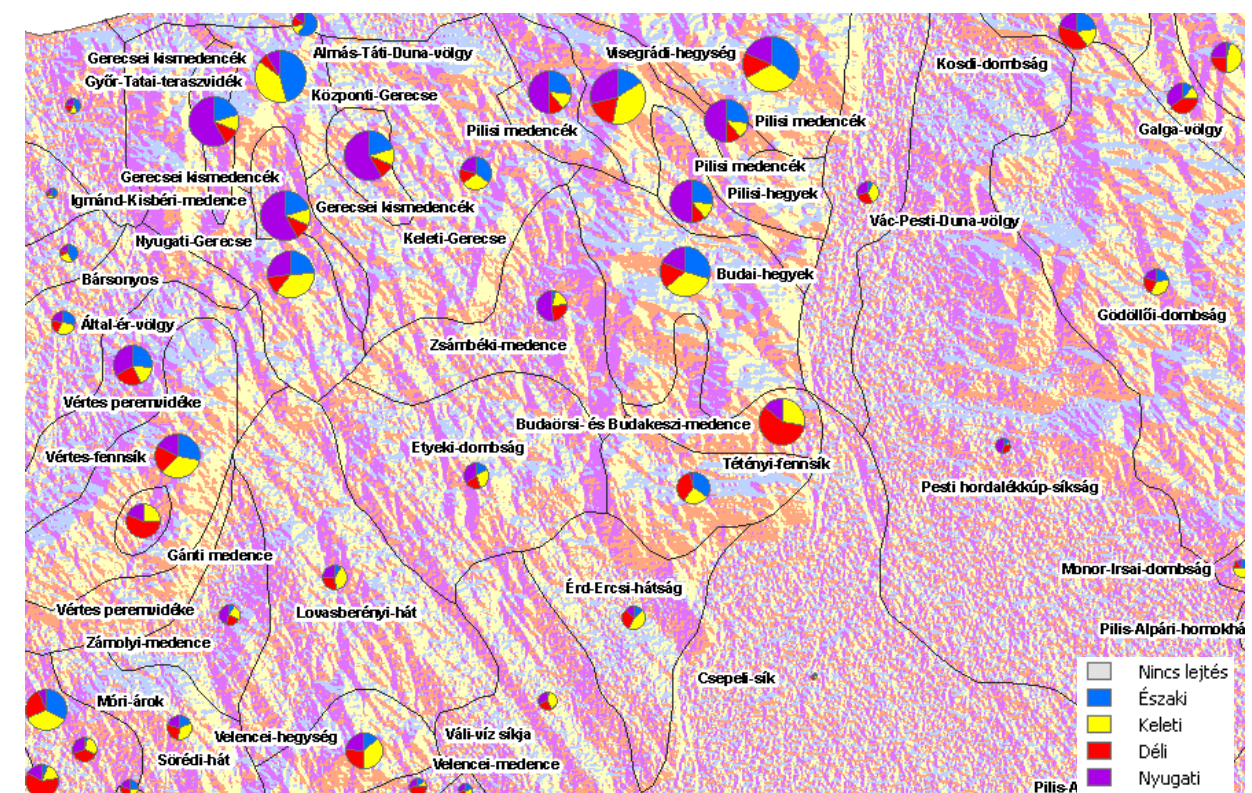 Gerecsei kismedencék
Almás-Táti-Duna-völgy
Visegrádi-hegység
Kosdi-dombság
Győr-Tatai-teraszvidék
Központi-Gerecse
Pilisi medencék
Pilisi medencék
Galga-völgy
Pilisi medencék
Gerecsei kismedencék
Pilisi-hegyek
Igmánd-Kisbéri-medence
Gerecsei kismedencék
Vác-Pesti-Duna-völgy
Nyugati-Gerecse
Keleti-Gerecse
Bársonyos
Budai-hegyek
Gödöllői-dombság
Által-ér-völgy
Zsámbéki-medence
Vértes peremvidéke
Budaörsi- és Budakeszi-medence
Etyeki-dombság
Vértes-fennsík
Tétényi-fennsík
Pesti hordalékkúp-síkság
Gánti medence
Monor-Irsai-dombság
Érd-Ercsi-hátság
Vértes peremvidéke
Lovasberényi-hát
Pilis-Alpári-homokhá
Zámolyi-medence
Csepeli-sík
Móri-árok
Velencei-hegység
Váli-víz síkja
Sörédi-hát
Velencei-medence
Pilis-A
Nincs lejtés
Északi
Keleti
Déli
Nyugati